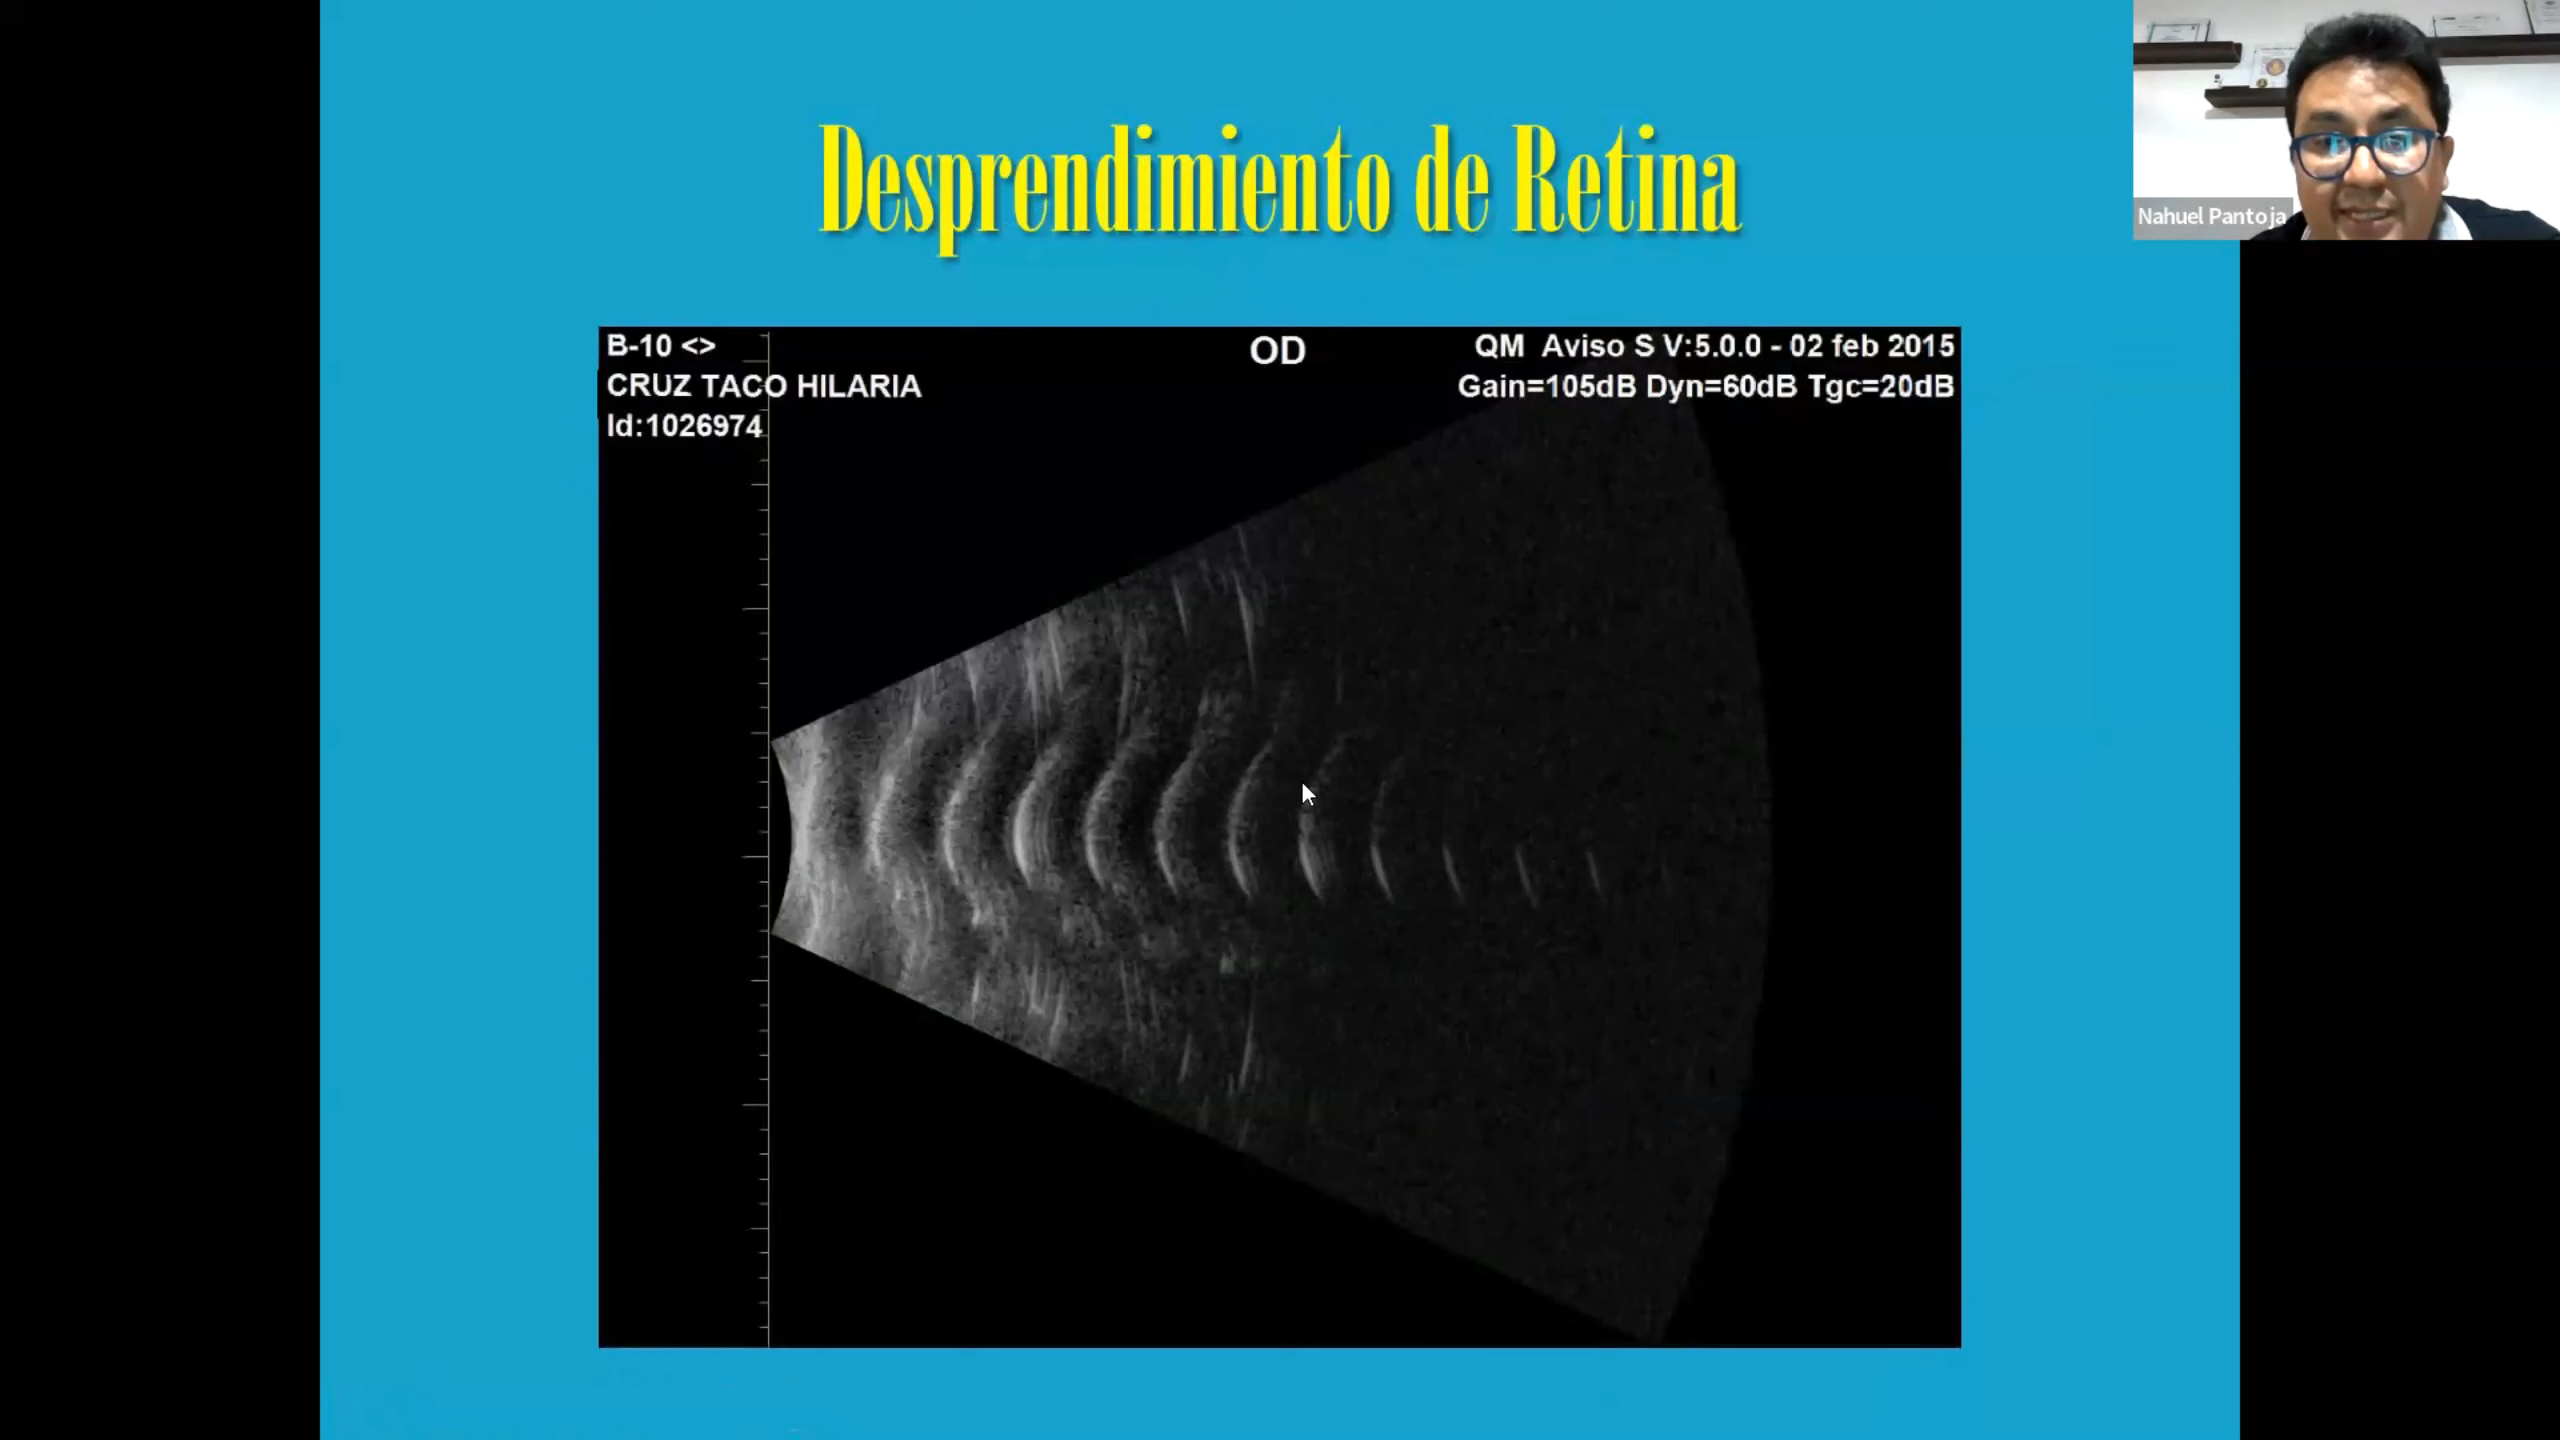 Desprendimiento de Retina
Nahuel Pantoja
B-10 <>
OD
QM Aviso S V:5.0.0 - 02 feb 2015
CRUZ TACO HILARIA
Gain=105dB Dyn=60dB Tgc=20dB
Id:1026974